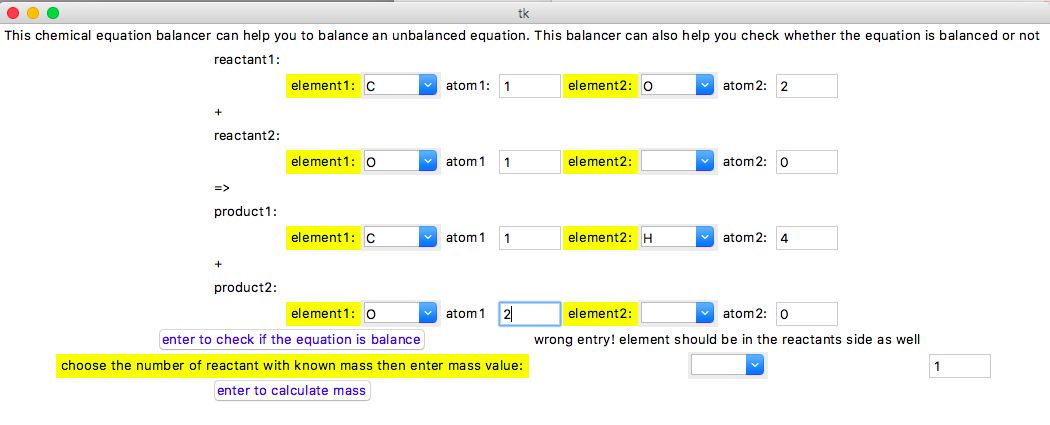 tk
This chemical equation balancer can help you to balance an unbalanced equation. This balancer can also help you check whether the equation is balanced or not
reactant1:
element1: C atom1: 1 element2: O atom2: 2
+
reactant2:
element1: O atom1 1 element2: atom2: 0
=>
product1:
element1: C atom1 1 element2: H atom2: 4
+
product2:
element1: O atom1 2 element2: atom2: 0
enter to check if the equation is balance wrong entry! element should be in the reactants side as well
choose the number of reactant with known mass then enter mass value: 1
enter to calculate mass